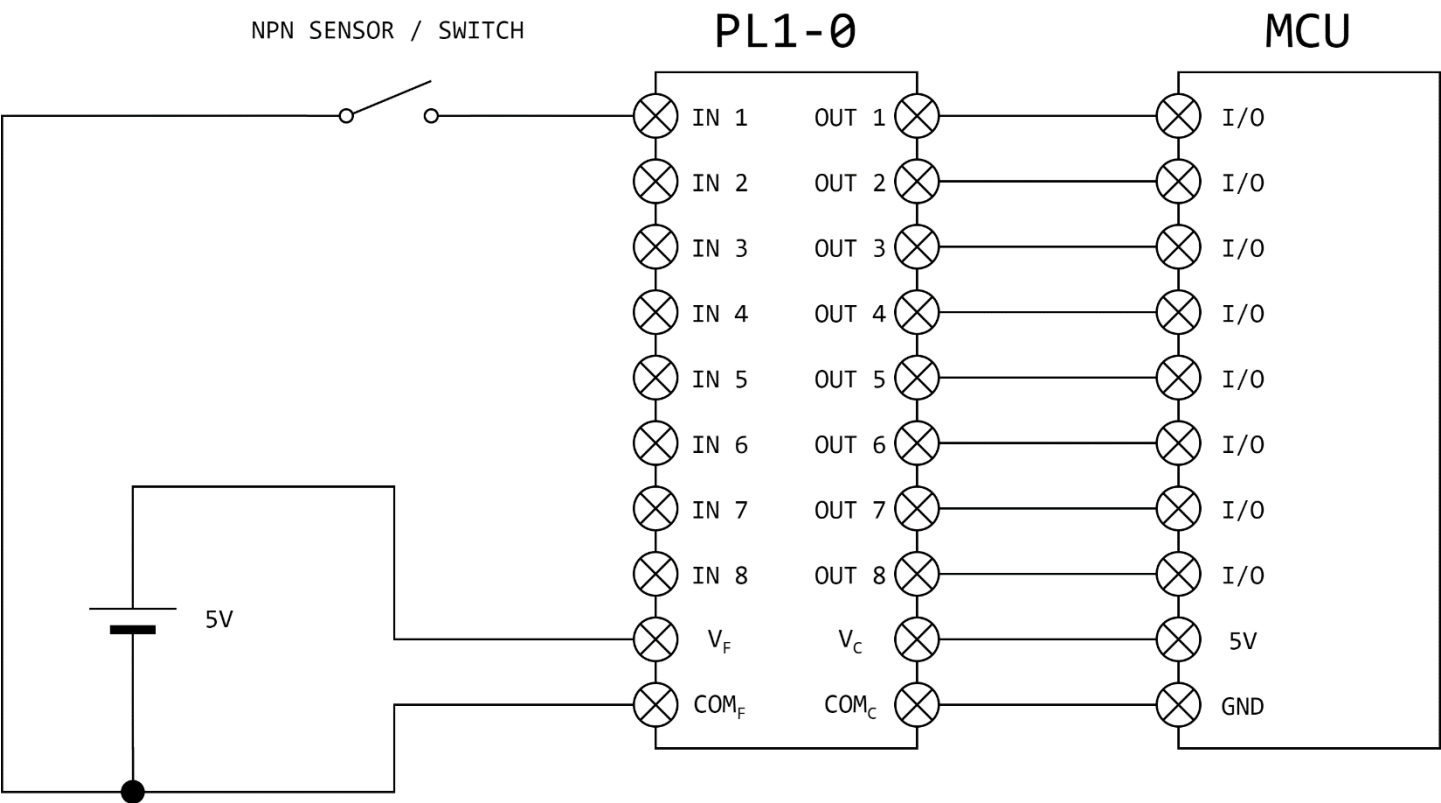 NPN SENSOR / SWITCH
PL1-0
MCU
IN 1 OUT 1 I/O
IN 2 OUT 2 I/O
IN 3 OUT 3 I/O
IN 4 OUT 4 I/O
IN 5 OUT 5 I/O
IN 6 OUT 6 I/O
IN 7 OUT 7 I/O
IN 8 OUT 8 I/O
5V
VF VC 5V
COMF COMC GND